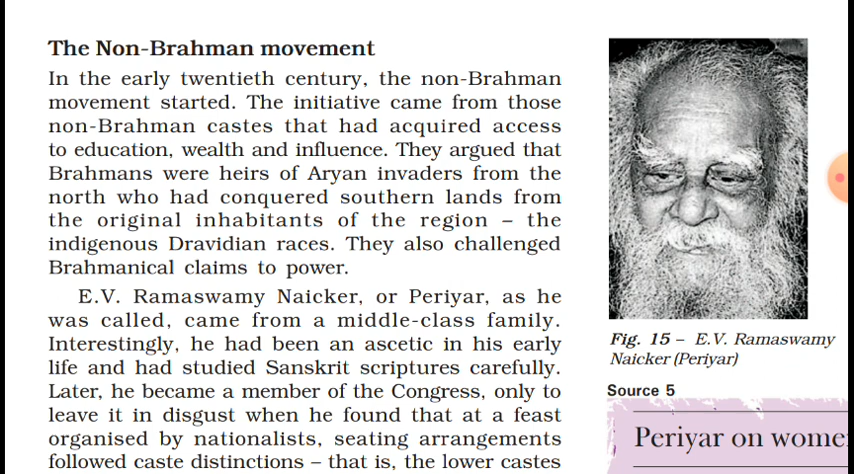 The Non-Brahman movement
In the early twentieth century, the non-Brahman
movement started. The initiative came from those
non-Brahman castes that had acquired access
to education, wealth and influence. They argued that
Brahmans were heirs of Aryan invaders from the
north who had conquered southern lands from
the original inhabitants of the region – the
indigenous Dravidian races. They also challenged
Brahmanical claims to power.
E.V. Ramaswamy Naicker, or Periyar, as he
was called, came from a middle-class family.
Interestingly, he had been an ascetic in his early
life and had studied Sanskrit scriptures carefully.
Later, he became a member of the Congress, only to
leave it in disgust when he found that at a feast
organised by nationalists, seating arrangements
followed caste distinctions – that is, the lower castes
Fig. 15 – E.V. Ramaswamy
Naicker (Periyar)
Source 5
Periyar on